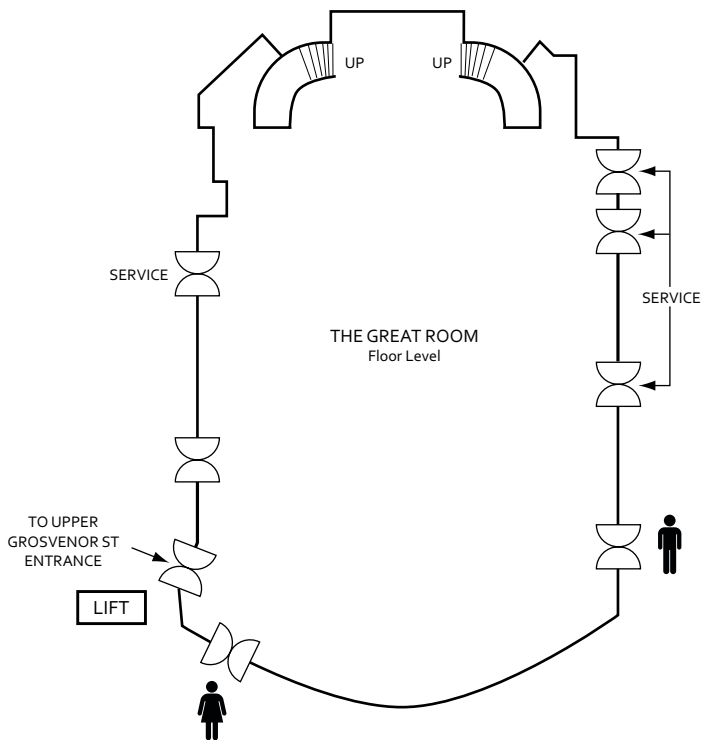 UP
UP
SERVICE
SERVICE
THE GREAT ROOM
Floor Level
TO UPPER
GROSVENOR ST
ENTRANCE
LIFT